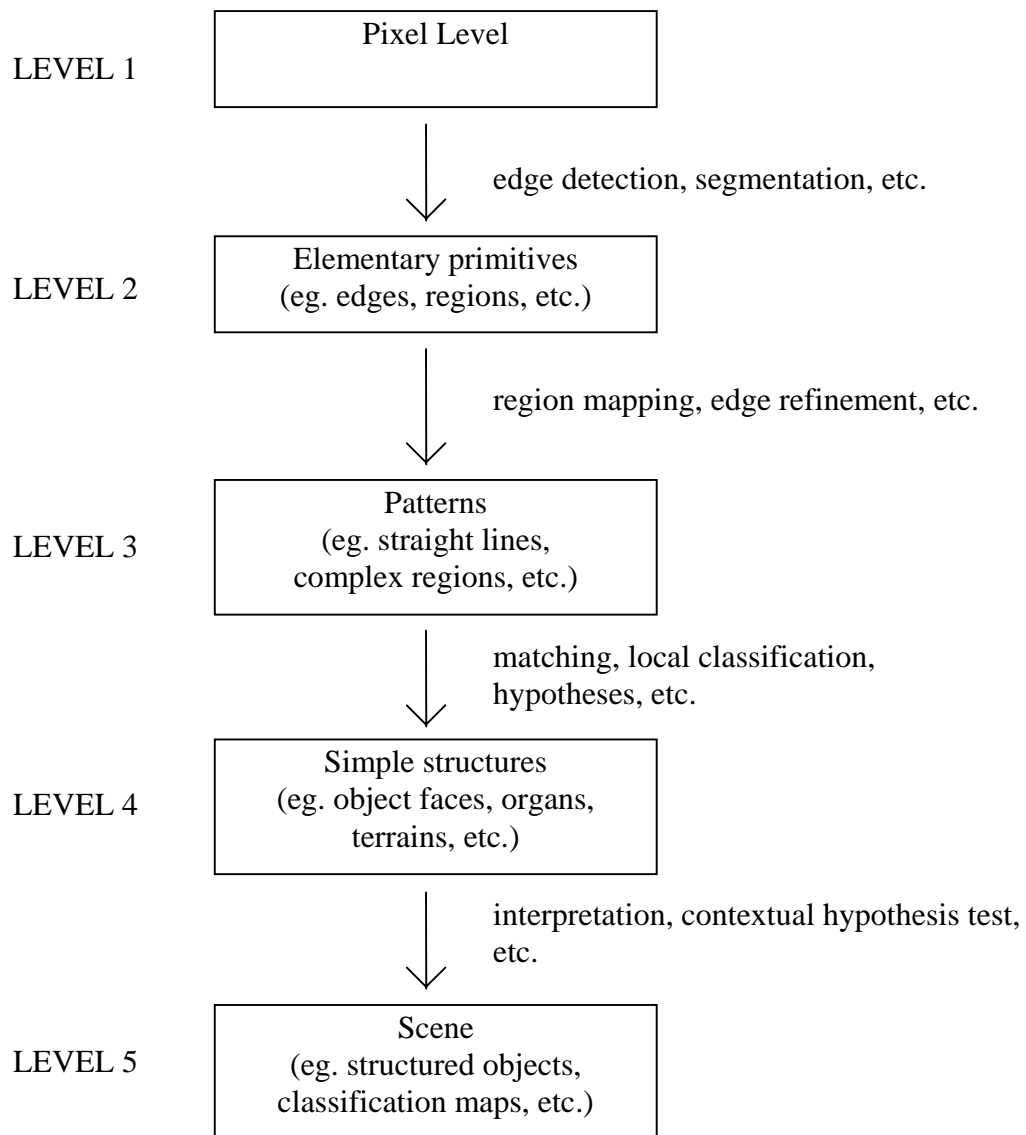 Pixel Level
LEVEL 1
edge detection, segmentation, etc.
Elementary primitives
LEVEL 2
(eg. edges, regions, etc.)
region mapping, edge refinement, etc.
Patterns
(eg. straight lines,
LEVEL 3
complex regions, etc.)
matching, local classification,
hypotheses, etc.
Simple structures
LEVEL 4
(eg. object faces, organs,
terrains, etc.)
interpretation, contextual hypothesis test,
etc.
Scene
LEVEL 5
(eg. structured objects,
classification maps, etc.)